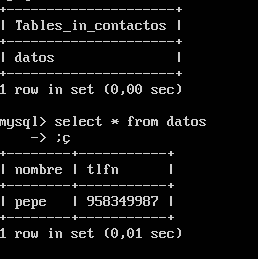 +---------------------+
| Tables_in_contactos |
+---------------------+
| datos               |
+---------------------+
1 row in set (0,00 sec)
mysql> select * from datos
    -> ;ç
+--------+-----------+
| nombre | tlfn      |
+--------+-----------+
| pepe   | 958349987 |
+--------+-----------+
1 row in set (0,01 sec)